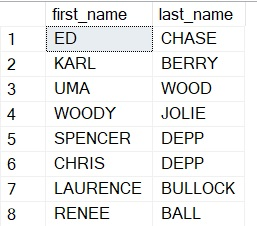 first_name last_name
1 ED CHASE
2 KARL BERRY
3 UMA WOOD
4 WOODY JOLIE
5 SPENCER DEPP
6 CHRIS DEPP
7 LAURENCE BULLOCK
8 RENEE BALL